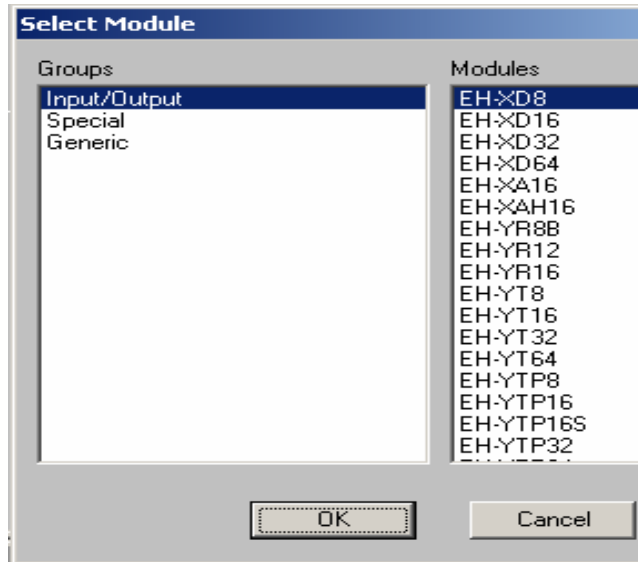 Select Module
Groups
Modules
Input/Output
Special
Generic
EH-XD8
EH-XD16
EH-XD32
EH-XD64
EH-XA16
EH-XAH16
EH-YR8B
EH-YR12
EH-YR16
EH-YT8
EH-YT16
EH-YT32
EH-YT64
EH-YTP8
EH-YTP16
EH-YTP16S
EH-YTP32
OK
Cancel